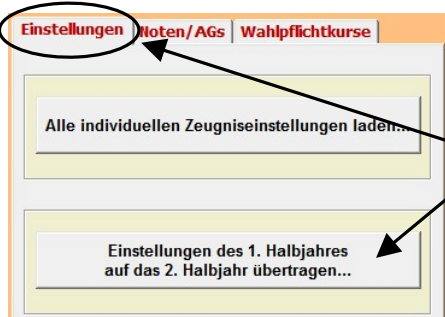 Einstellungen Noten/AGs Wahlpflichtkurse
Alle individuellen Zeugniseinstellungen laden...
Einstellungen des 1. Halbjahres
auf das 2. Halbjahr übertragen...